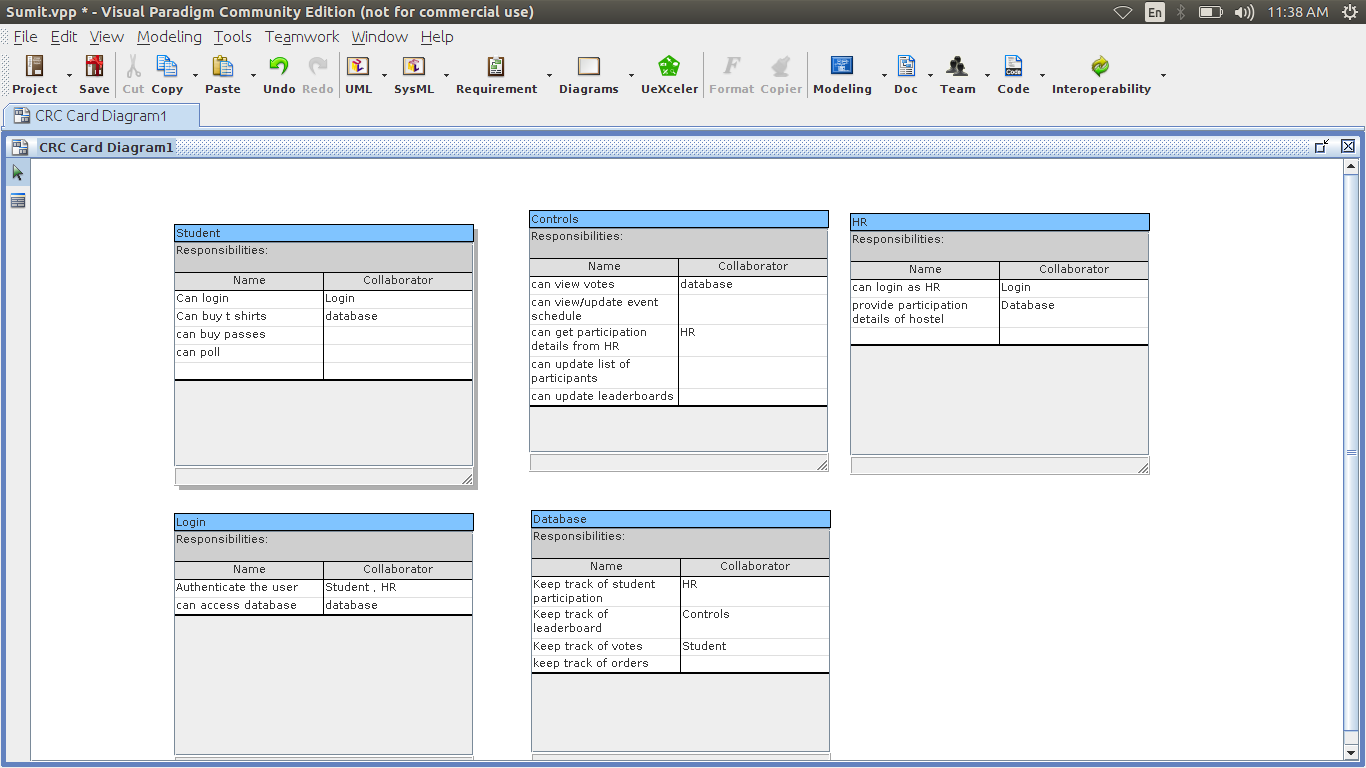 Sumit.vpp * - Visual Paradigm Community Edition (not for commercial use)
En
11:38 AM
File Edit View Modeling Tools Teamwork Window Help
Project Save Cut Copy Paste Undo Redo UML SysML Requirement Diagrams UeXceler Format Copier Modeling Doc Team Code Interoperability
CRC Card Diagram1
CRC Card Diagram1
Student
Responsibilities:
Name Collaborator
Can login Login
Can buy t shirts database
can buy passes
can poll
Controls
Responsibilities:
Name Collaborator
can view votes database
can view/update event
schedule
can get participation HR
details from HR
can update list of
participants
can update leaderboards
HR
Responsibilities:
Name Collaborator
can login as HR Login
provide participation Database
details of hostel
Login
Responsibilities:
Name Collaborator
Authenticate the user Student , HR
can access database database
Database
Responsibilities:
Name Collaborator
Keep track of student HR
participation
Keep track of Controls
leaderboard
Keep track of votes Student
keep track of orders